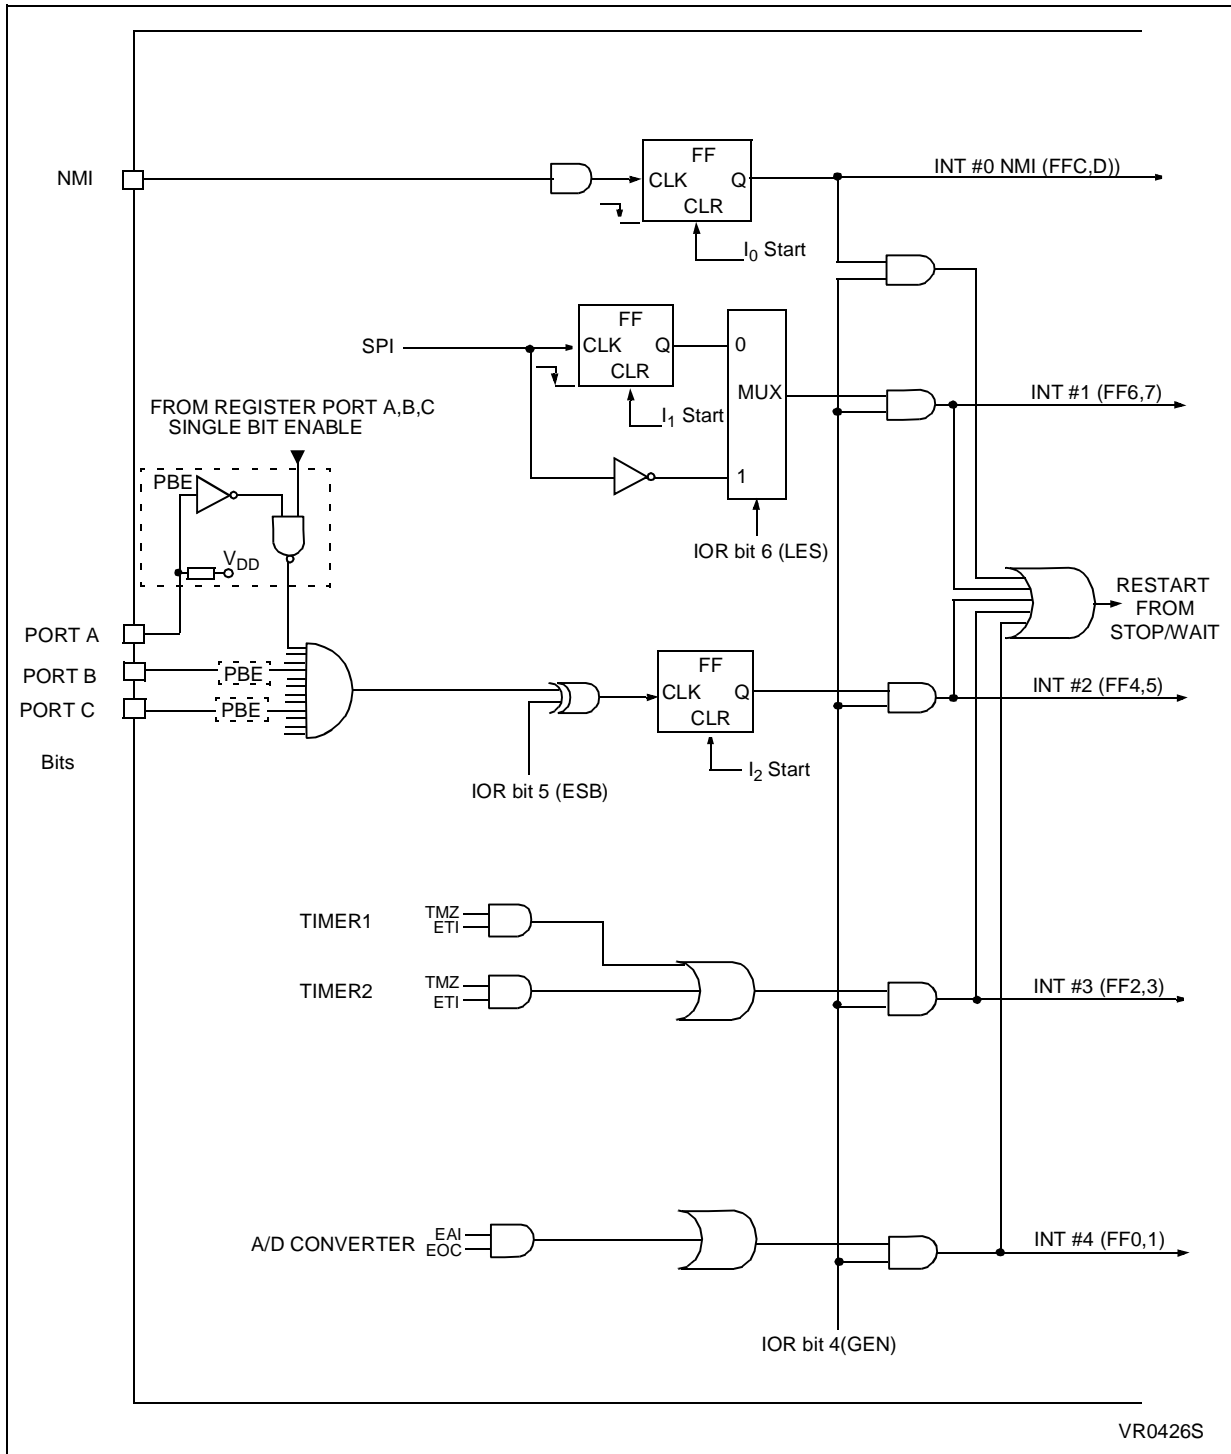 NMI
FF
CLK
Q
CLR
I0 Start
INT #0 NMI (FFC,D))
SPI
FF
CLK
Q
CLR
I1 Start
0
MUX
1
IOR bit 6 (LES)
INT #1 (FF6,7)
FROM REGISTER PORT A,B,C
SINGLE BIT ENABLE
PBE
VDD
RESTART
FROM
STOP/WAIT
PORT A
PORT B
PBE
PORT C
PBE
Bits
IOR bit 5 (ESB)
FF
CLK
Q
CLR
I2 Start
INT #2 (FF4,5)
TIMER1
TMZ
ETI
TIMER2
TMZ
ETI
INT #3 (FF2,3)
A/D CONVERTER
EAI
EOC
INT #4 (FF0,1)
IOR bit 4(GEN)
VR0426S